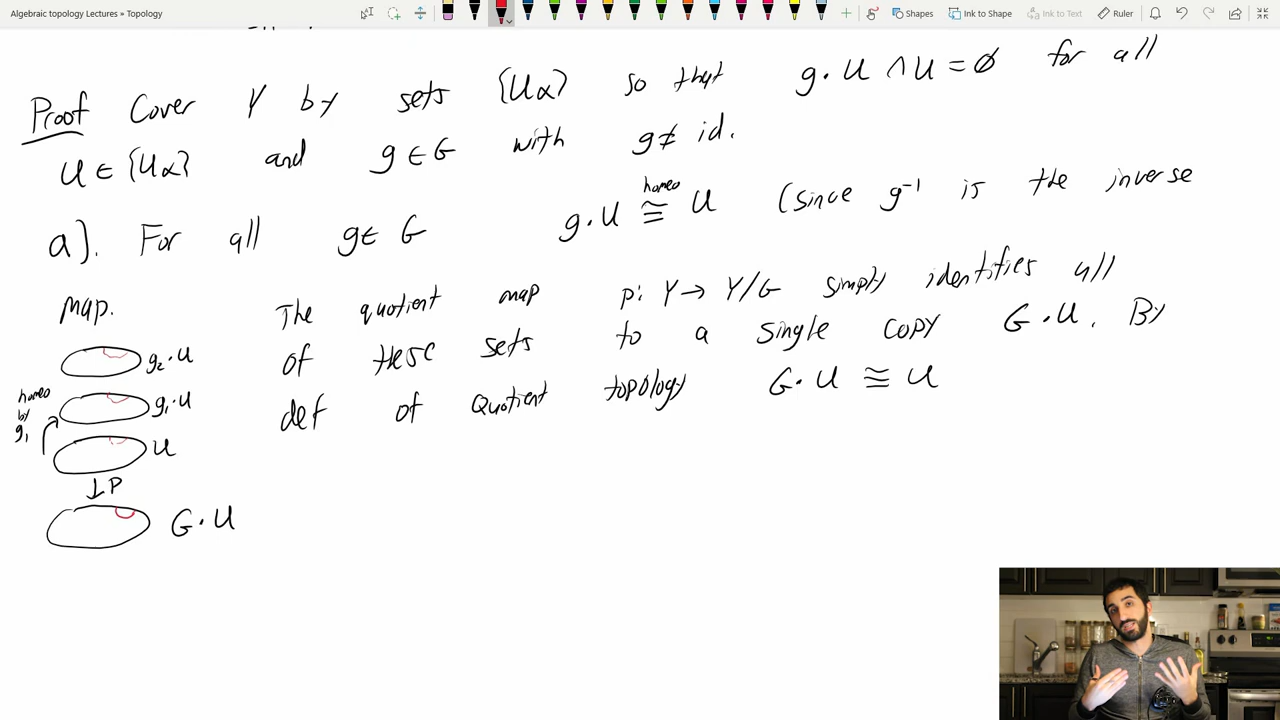 Algebraic topology Lectures » Topology
Shapes
Ink to Shape
Ink to Text
Ruler
Proof Cover Y by sets {Uα} so that g·U ∩ U = ∅ for all
U ∈ {Uα} and g ∈ G with g ≠ id.
a). For all g ∈ G g·U ≅ U (since g⁻¹ is the inverse
homeo
map. The quotient map p: Y → Y/G simply identifies all
of these sets to a single copy G·U. By
def of Quotient topology G·U ≅ U
g₂·U
homeo by g₁
g₁·U
U
↓P
G·U